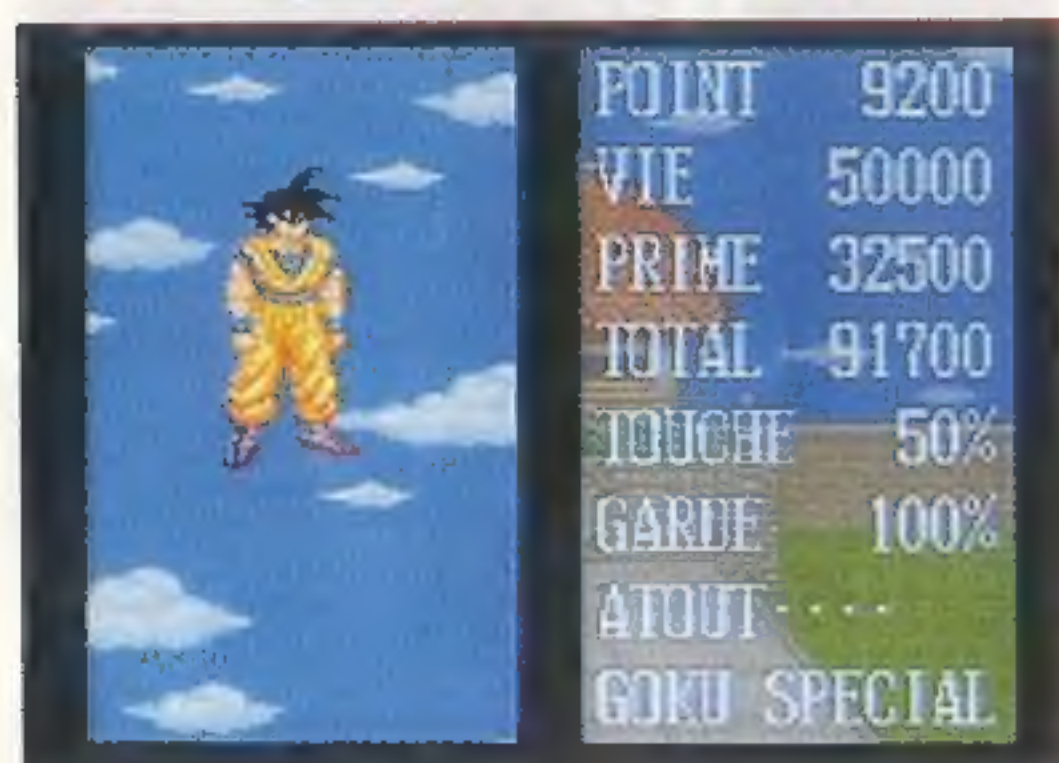 POINT 9200
VIE 50000
PRIME 32500
TOTAL 91700
TOUCHE 50%
GARDE 100%
ATOUT ····
GOKU SPECIAL